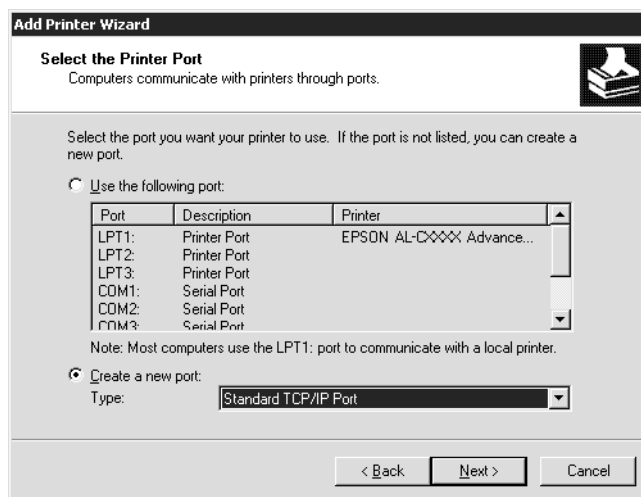 Add Printer Wizard
Select the Printer Port
Computers communicate with printers through ports.
Select the port you want your printer to use. If the port is not listed, you can create a
new port.
Use the following port:
Port Description Printer
LPT1: Printer Port EPSON AL-CXXXX Advance...
LPT2: Printer Port
LPT3: Printer Port
COM1: Serial Port
COM2: Serial Port
COM3: Serial Port
Note: Most computers use the LPT1: port to communicate with a local printer.
Create a new port:
Type: Standard TCP/IP Port
< Back Next > Cancel